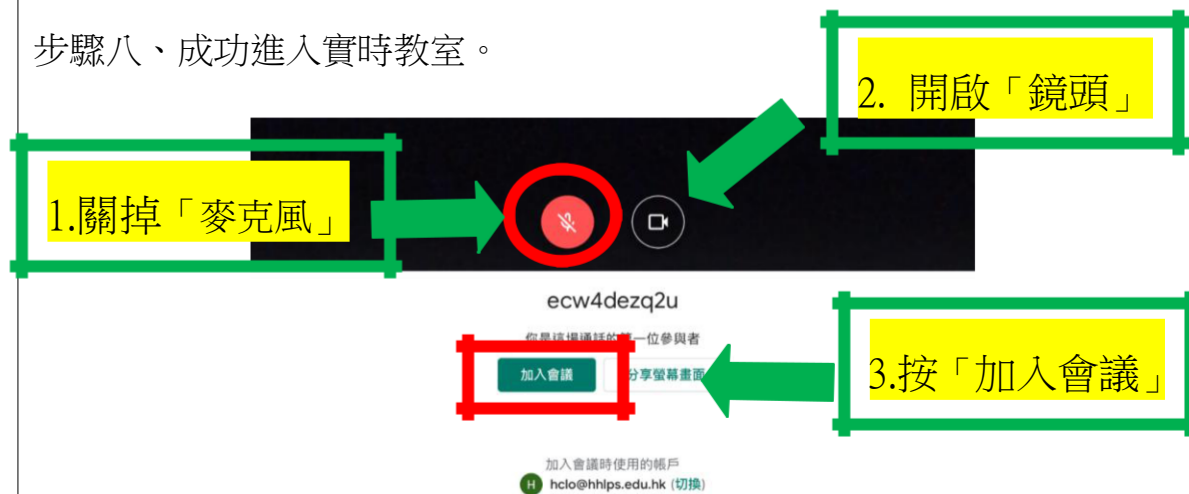 步驟八、成功進入實時教室。
2. 開啟「鏡頭」
1.關掉「麥克風」
ecw4dezq2u
你是這場通話的第一位參與者
加入會議
分享螢幕畫面
3.按「加入會議」
加入會議時使用的帳戶
H hclo@hhlps.edu.hk (切換)